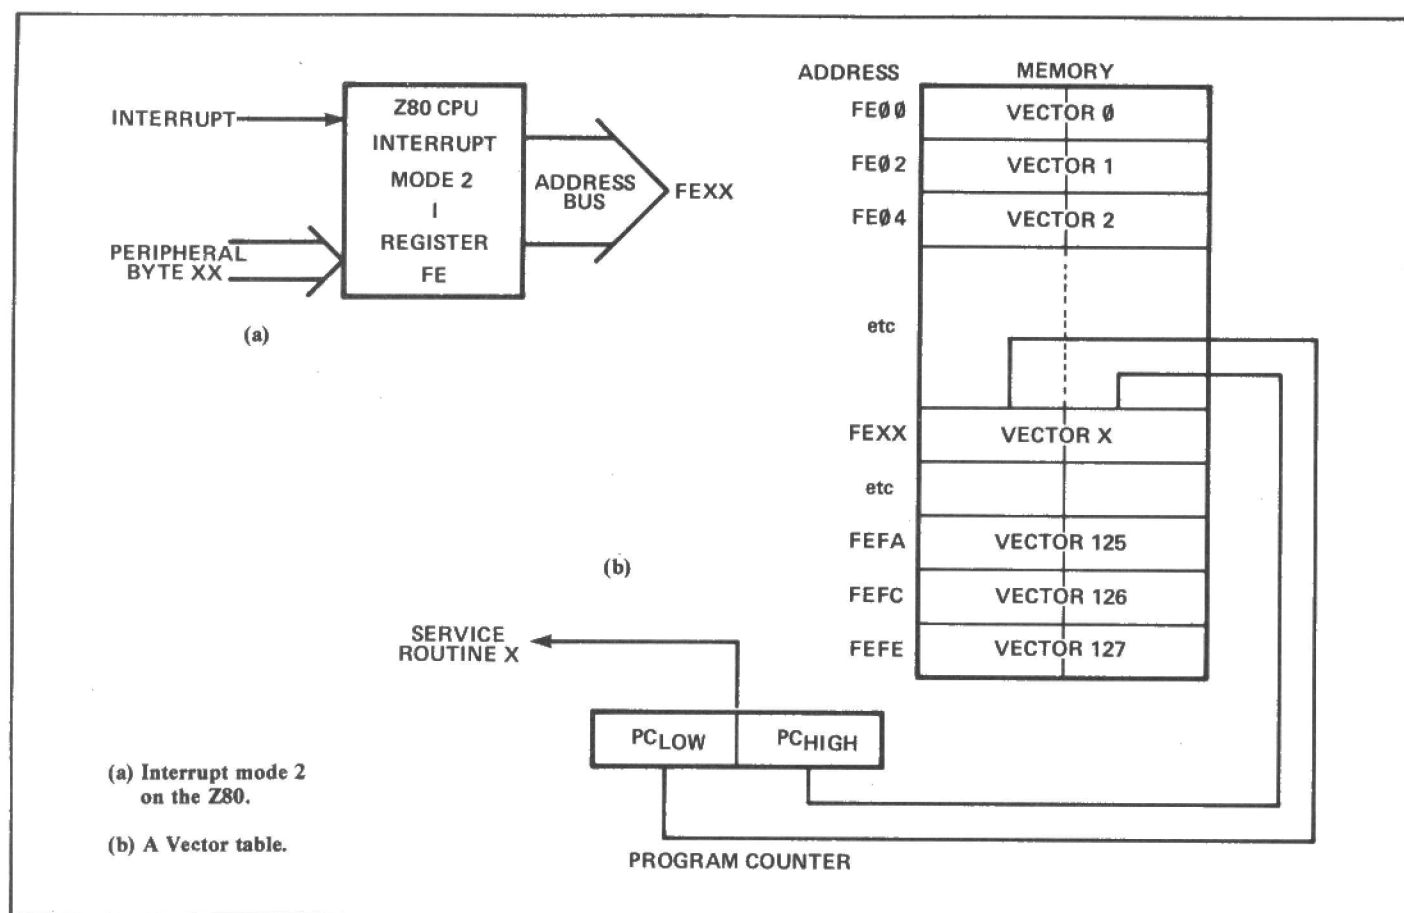 INTERRUPT
Z80 CPU
INTERRUPT
MODE 2
I
REGISTER
FE
PERIPHERAL
BYTE XX
ADDRESS
BUS
FEXX
(a)
ADDRESS MEMORY
FE00 VECTOR 0
FE02 VECTOR 1
FE04 VECTOR 2
etc
FEXX VECTOR X
etc
FEFA VECTOR 125
FEFC VECTOR 126
FEFE VECTOR 127
(b)
SERVICE
ROUTINE X
PCLOW PCHIGH
PROGRAM COUNTER
(a) Interrupt mode 2
on the Z80.
(b) A Vector table.